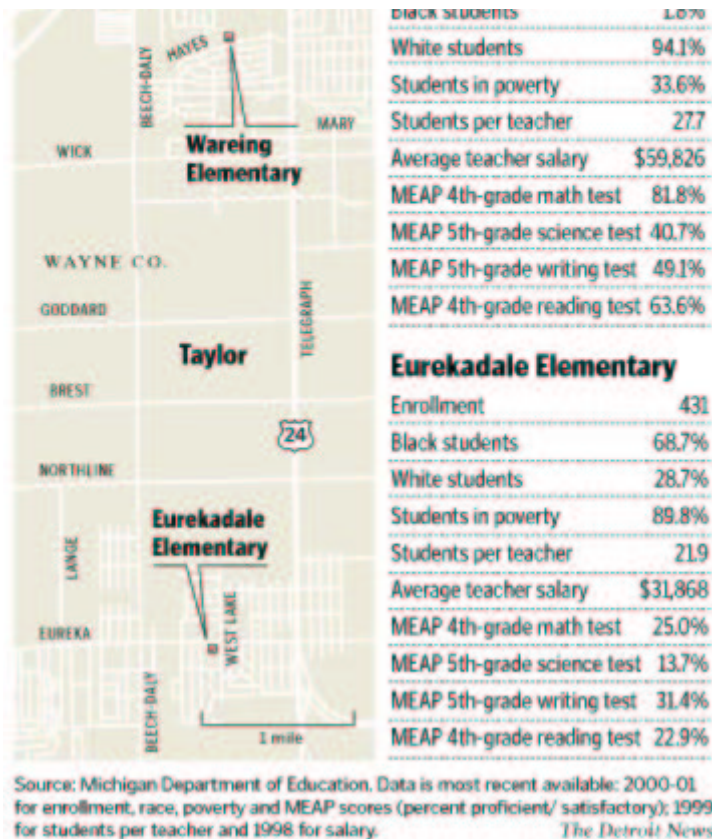 HAYES
BEECH-DALY
MARY
Wareing
Elementary
WICK
WAYNE CO.
GODDARD
TELEGRAPH
Taylor
BREST
24
NORTHLINE
Eurekadale
Elementary
LANGE
WEST LAKE
EUREKA
BEECH-DALY
1 mile
Black students 1.8%
White students 94.1%
Students in poverty 33.6%
Students per teacher 27.7
Average teacher salary $59,826
MEAP 4th-grade math test 81.8%
MEAP 5th-grade science test 40.7%
MEAP 5th-grade writing test 49.1%
MEAP 4th-grade reading test 63.6%
Eurekadale Elementary
Enrollment 431
Black students 68.7%
White students 28.7%
Students in poverty 89.8%
Students per teacher 21.9
Average teacher salary $31,868
MEAP 4th-grade math test 25.0%
MEAP 5th-grade science test 13.7%
MEAP 5th-grade writing test 31.4%
MEAP 4th-grade reading test 22.9%
Source: Michigan Department of Education. Data is most recent available: 2000-01
for enrollment, race, poverty and MEAP scores (percent proficient/ satisfactory); 1999
for students per teacher and 1998 for salary. The Detroit News